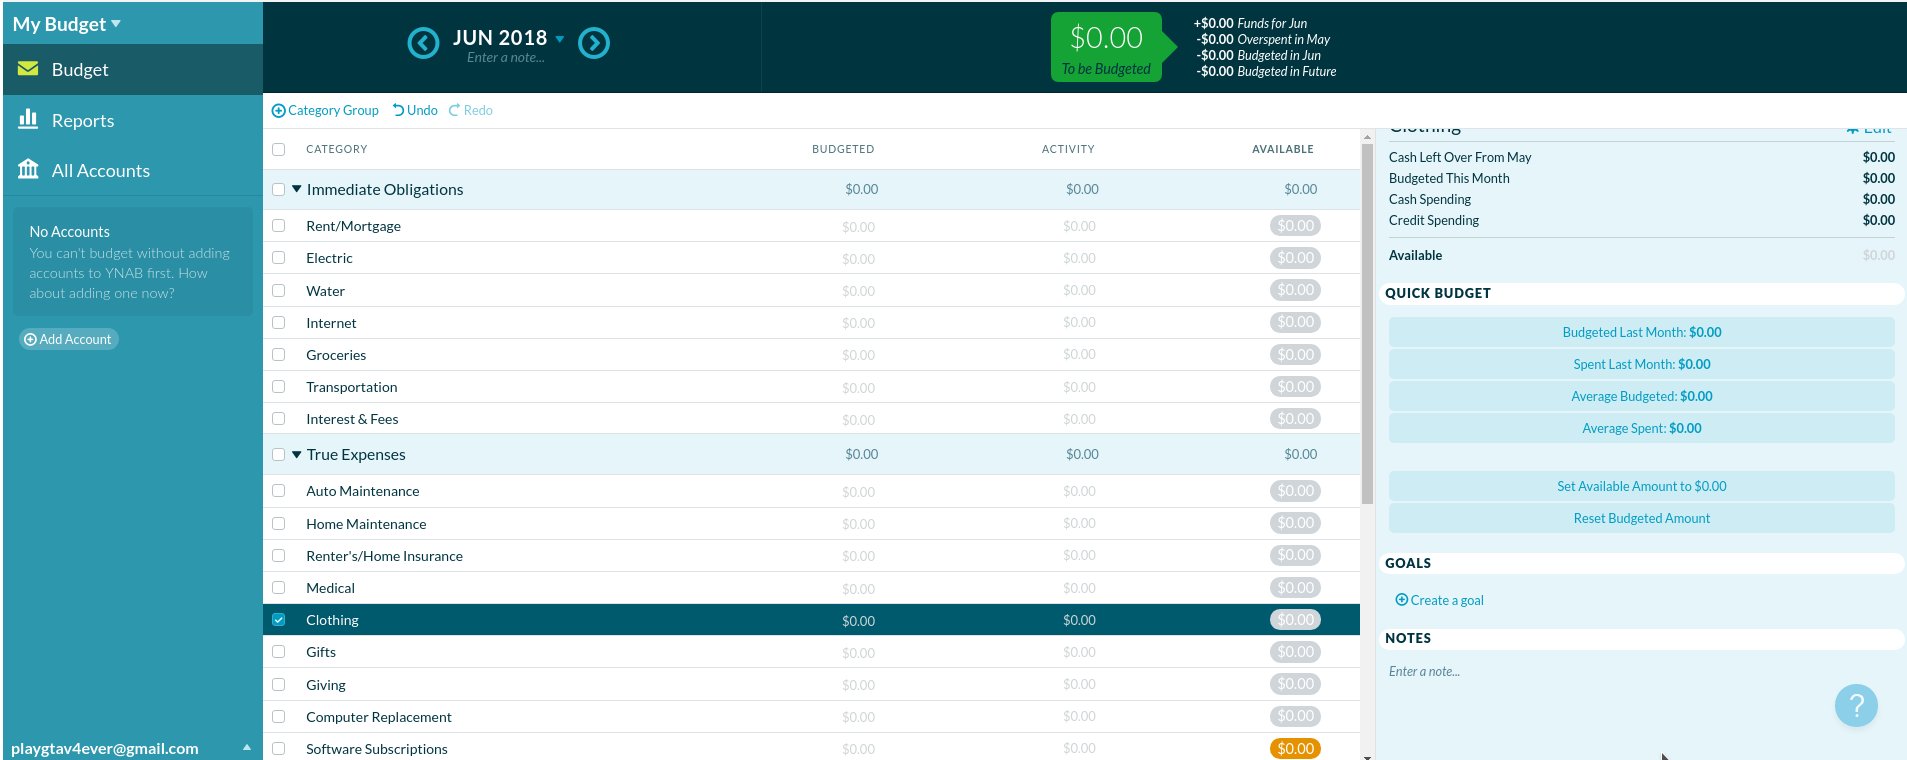 My Budget
Budget
Reports
All Accounts
No Accounts
You can't budget without adding
accounts to YNAB first. How
about adding one now?
Add Account
playgtav4ever@gmail.com
JUN 2018
Enter a note...
$0.00
To be Budgeted
+$0.00 Funds for Jun
-$0.00 Overspent in May
-$0.00 Budgeted in Jun
-$0.00 Budgeted in Future
Category Group Undo Redo
CATEGORY BUDGETED ACTIVITY AVAILABLE
Immediate Obligations $0.00 $0.00 $0.00
Rent/Mortgage $0.00 $0.00 $0.00
Electric $0.00 $0.00 $0.00
Water $0.00 $0.00 $0.00
Internet $0.00 $0.00 $0.00
Groceries $0.00 $0.00 $0.00
Transportation $0.00 $0.00 $0.00
Interest & Fees $0.00 $0.00 $0.00
True Expenses $0.00 $0.00 $0.00
Auto Maintenance $0.00 $0.00 $0.00
Home Maintenance $0.00 $0.00 $0.00
Renter's/Home Insurance $0.00 $0.00 $0.00
Medical $0.00 $0.00 $0.00
Clothing $0.00 $0.00 $0.00
Gifts $0.00 $0.00 $0.00
Giving $0.00 $0.00 $0.00
Computer Replacement $0.00 $0.00 $0.00
Software Subscriptions $0.00 $0.00 $0.00
Clothing Edit
Cash Left Over From May $0.00
Budgeted This Month $0.00
Cash Spending $0.00
Credit Spending $0.00
Available $0.00
QUICK BUDGET
Budgeted Last Month: $0.00
Spent Last Month: $0.00
Average Budgeted: $0.00
Average Spent: $0.00
Set Available Amount to $0.00
Reset Budgeted Amount
GOALS
Create a goal
NOTES
Enter a note...
?